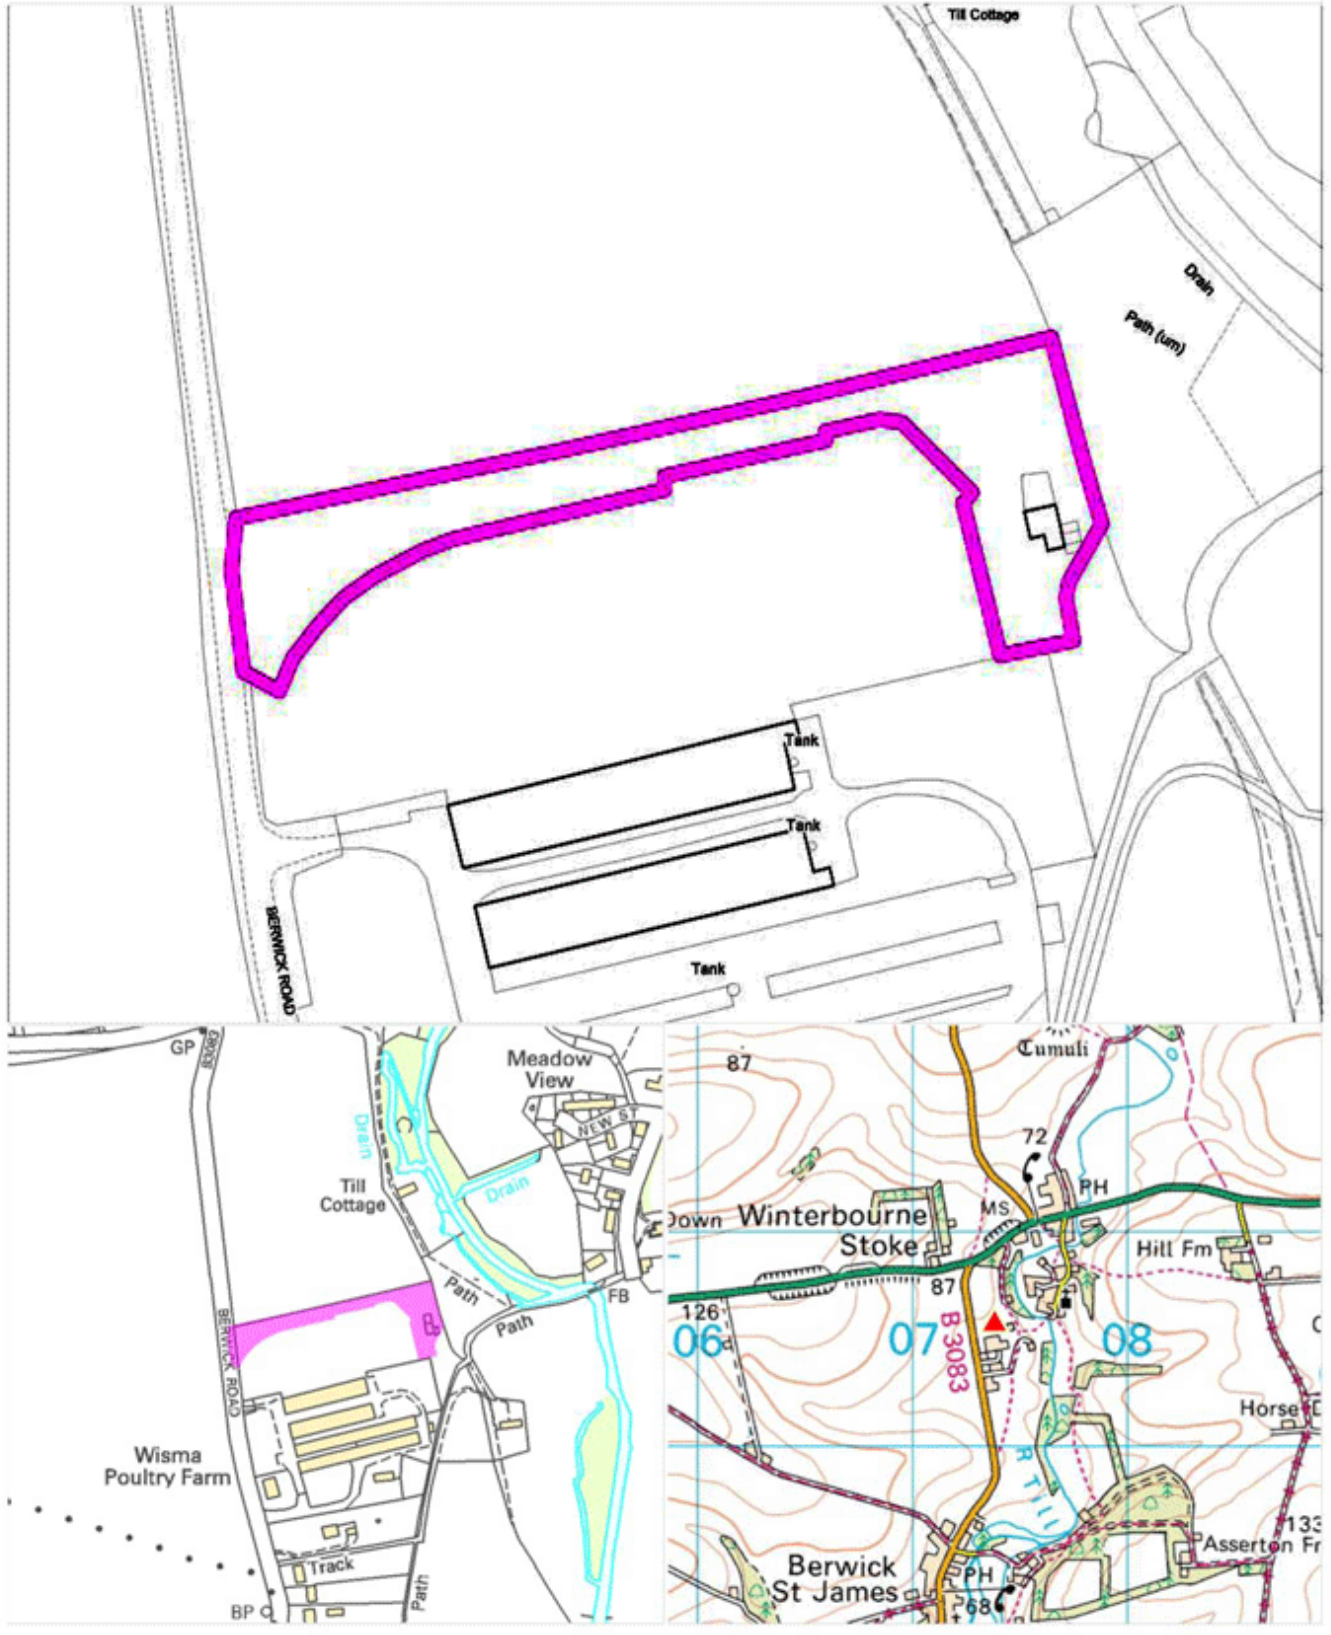 Till Cottage
Drain
Path (um)
Tank
Tank
BERWICK ROAD
Tank
GP
Meadow
View
NEW ST
Drain
Till
Cottage
Drain
Path
FB
Path
BERWICK ROAD
Wisma
Poultry Farm
Track
Path
BP
Tumuli
87
72
PH
MS
Down
Winterbourne
Stoke
Hill Fm
87
126
06
07
08
B 3083
Horse
R Till
133
Asserton Fr
Berwick
St James
PH
68